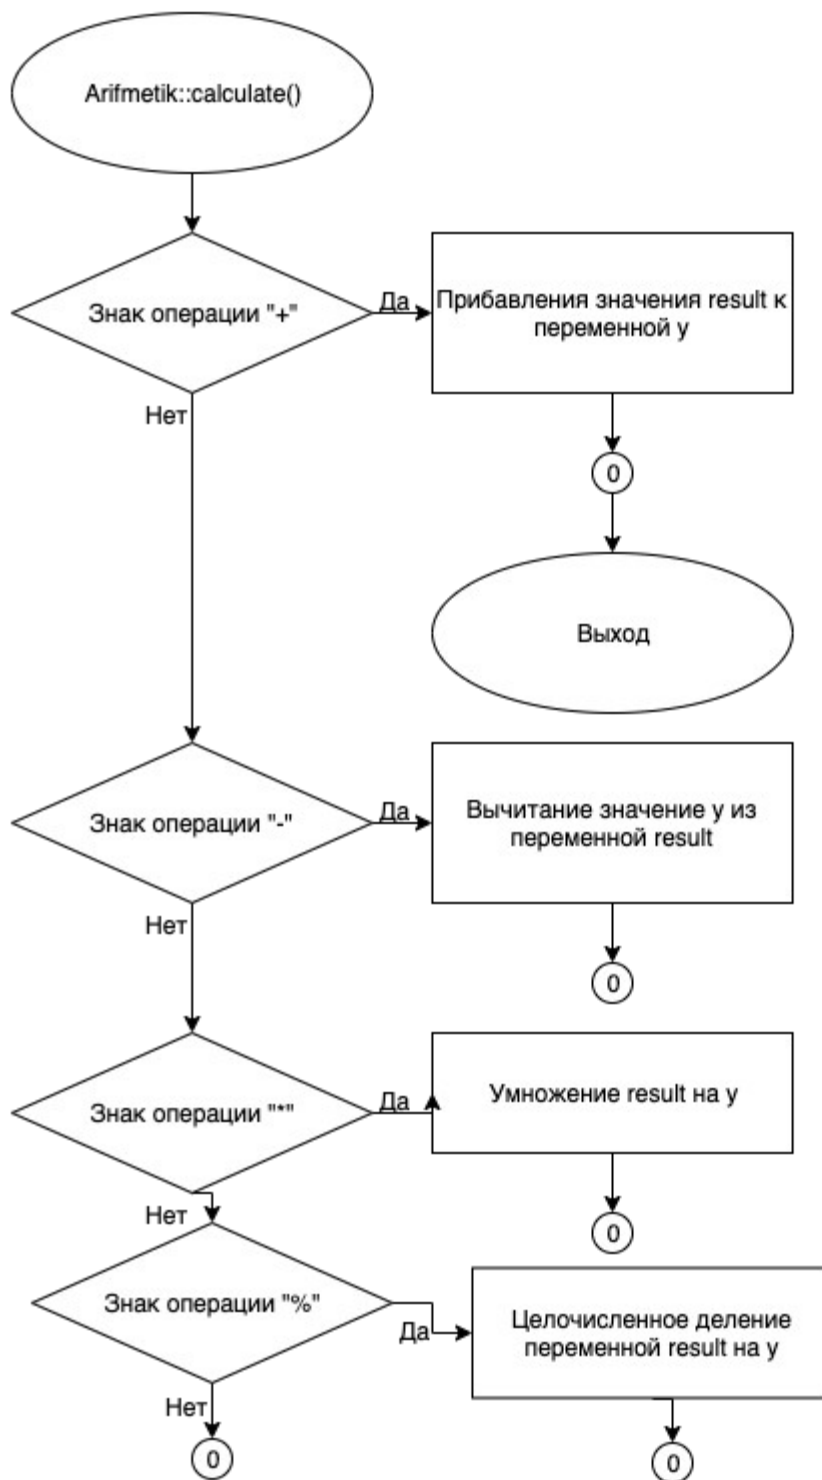 Arifmetik::calculate()
Знак операции "+"
Да
Прибавления значения result к
переменной y
Нет
0
Выход
Знак операции "-"
Да
Вычитание значение y из
переменной result
Нет
0
Знак операции "*"
Да
Умножение result на y
Нет
0
Знак операции "%"
Да
Целочисленное деление
переменной result на y
Нет
0
0